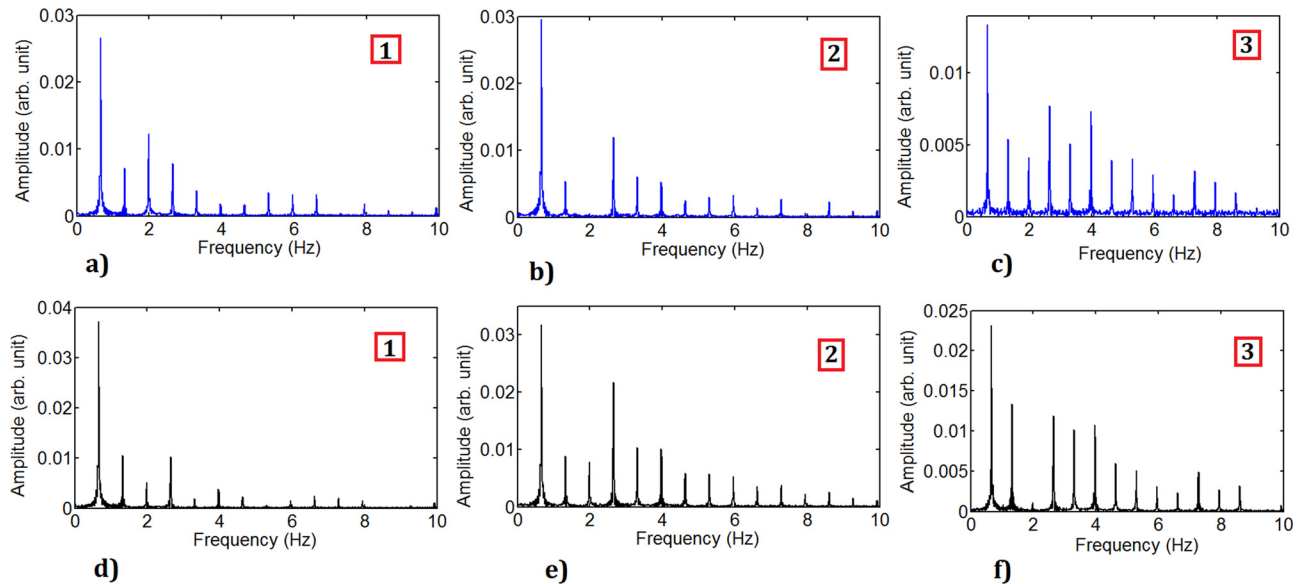 0.03
0.02
0.01
0
0 2 4 6 8 10
Amplitude (arb. unit)
Frequency (Hz)
1
a)
0.03
0.02
0.01
0
0 2 4 6 8 10
Amplitude (arb. unit)
Frequency (Hz)
2
b)
0.01
0.005
0
0 2 4 6 8 10
Amplitude (arb. unit)
Frequency (Hz)
3
c)
0.04
0.03
0.02
0.01
0
0 2 4 6 8 10
Amplitude (arb. unit)
Frequency (Hz)
1
d)
0.03
0.02
0.01
0
0 2 4 6 8 10
Amplitude (arb. unit)
Frequency (Hz)
2
e)
0.025
0.02
0.015
0.01
0.005
0
0 2 4 6 8 10
Amplitude (arb. unit)
Frequency (Hz)
3
f)